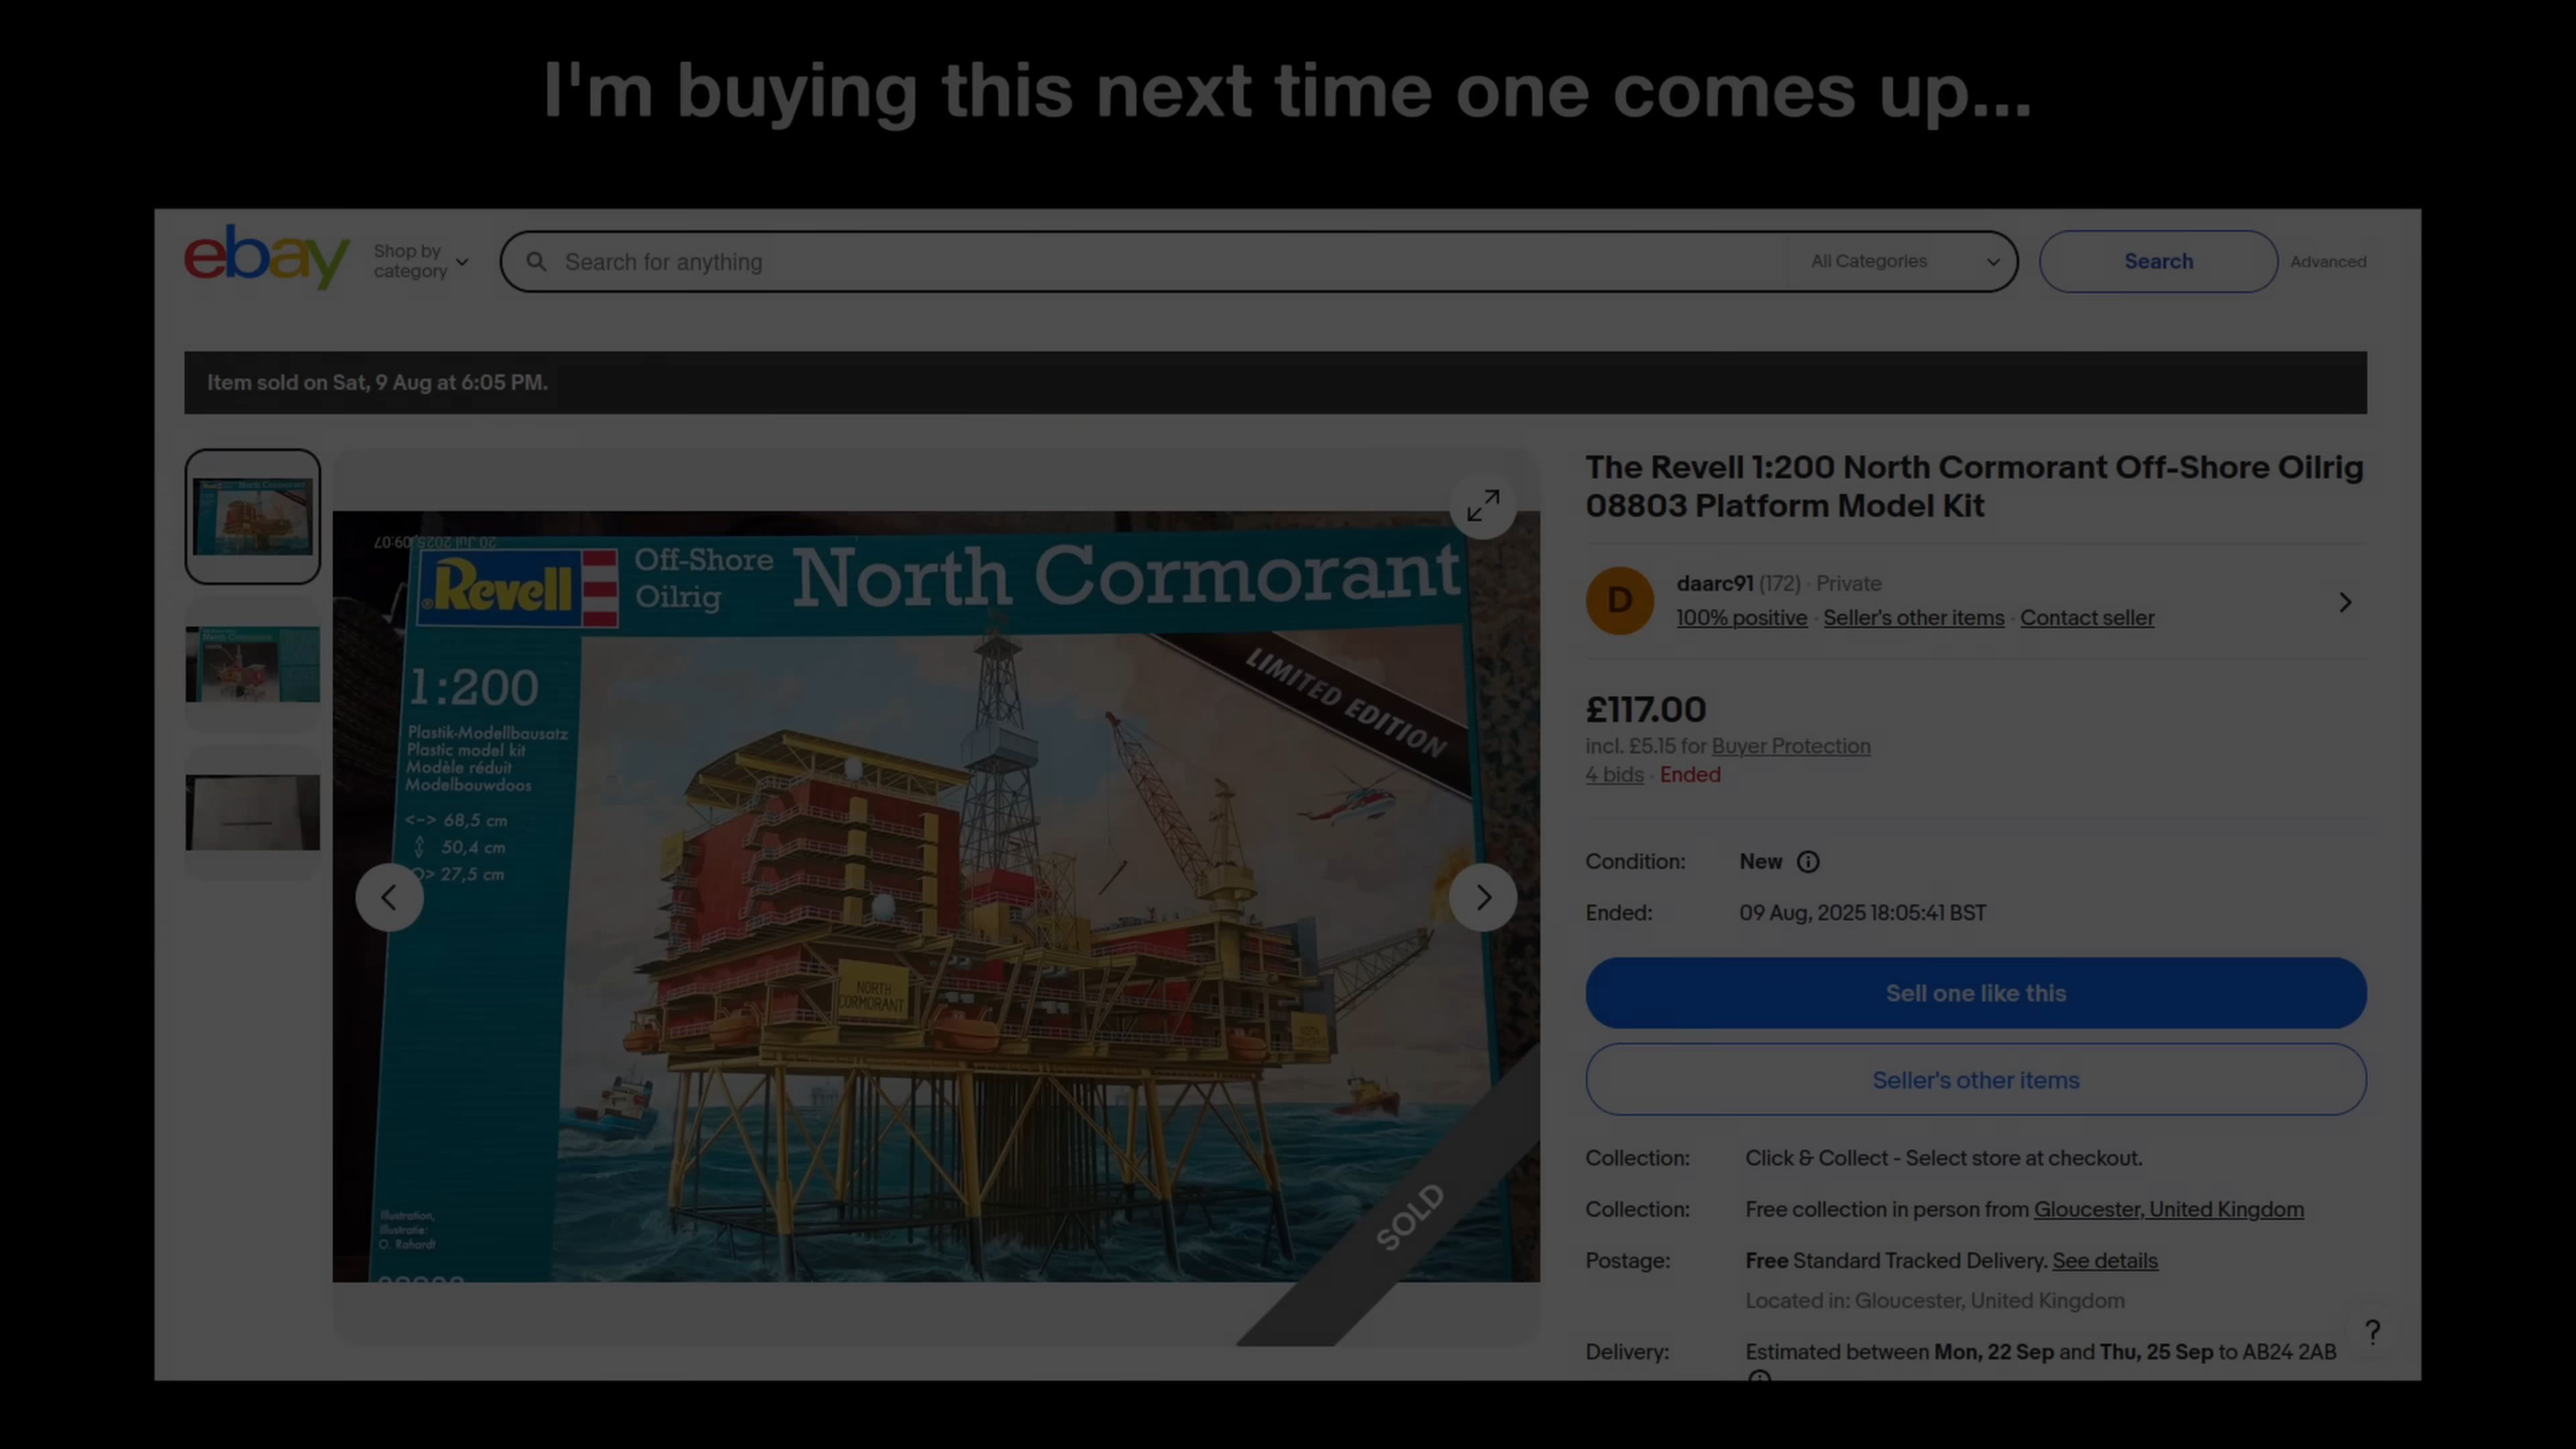 I'm buying this next time one comes up...
ebay
Shop by
category
Search for anything
All Categories
Search
Advanced
Item sold on Sat, 9 Aug at 6:05 PM.
20 Jul 2025, 09:07
Revell
Off-Shore
Oilrig
North Cormorant
1:200
Plastik-Modellbausatz
Plastic model kit
Modèle réduit
Modelbouwdoos
<-> 68,5 cm
50,4 cm
> 27,5 cm
LIMITED EDITION
NORTH
CORMORANT
Illustration,
Illustratie:
O. Rahardt
SOLD
The Revell 1:200 North Cormorant Off-Shore Oilrig
08803 Platform Model Kit
D
daarc91 (172) · Private
100% positive · Seller's other items · Contact seller
£117.00
incl. £5.15 for Buyer Protection
4 bids · Ended
Condition: New
Ended: 09 Aug, 2025 18:05:41 BST
Sell one like this
Seller's other items
Collection: Click & Collect - Select store at checkout.
Collection: Free collection in person from Gloucester, United Kingdom
Postage: Free Standard Tracked Delivery. See details
Located in: Gloucester, United Kingdom
?
Delivery: Estimated between Mon, 22 Sep and Thu, 25 Sep to AB24 2AB